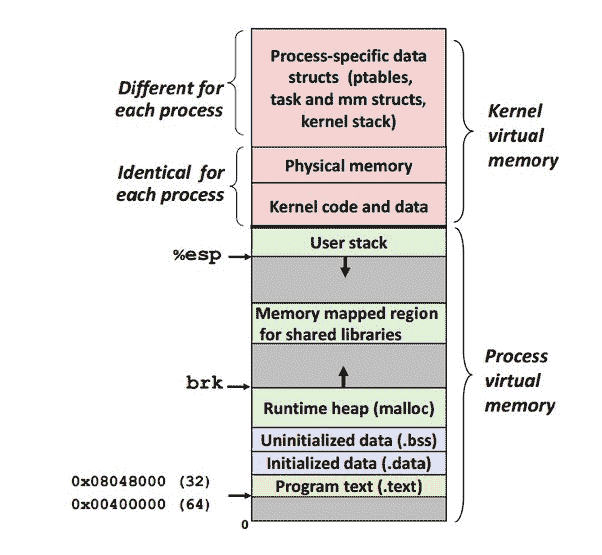 Different for
each process
Process-specific data
structs (ptables,
task and mm structs,
kernel stack)
Kernel
virtual
memory
Identical for
each process
Physical memory
Kernel code and data
User stack
%esp
Memory mapped region
for shared libraries
Process
virtual
memory
brk
Runtime heap (malloc)
Uninitialized data (.bss)
Initialized data (.data)
Program text (.text)
0x08048000 (32)
0x00400000 (64)
0